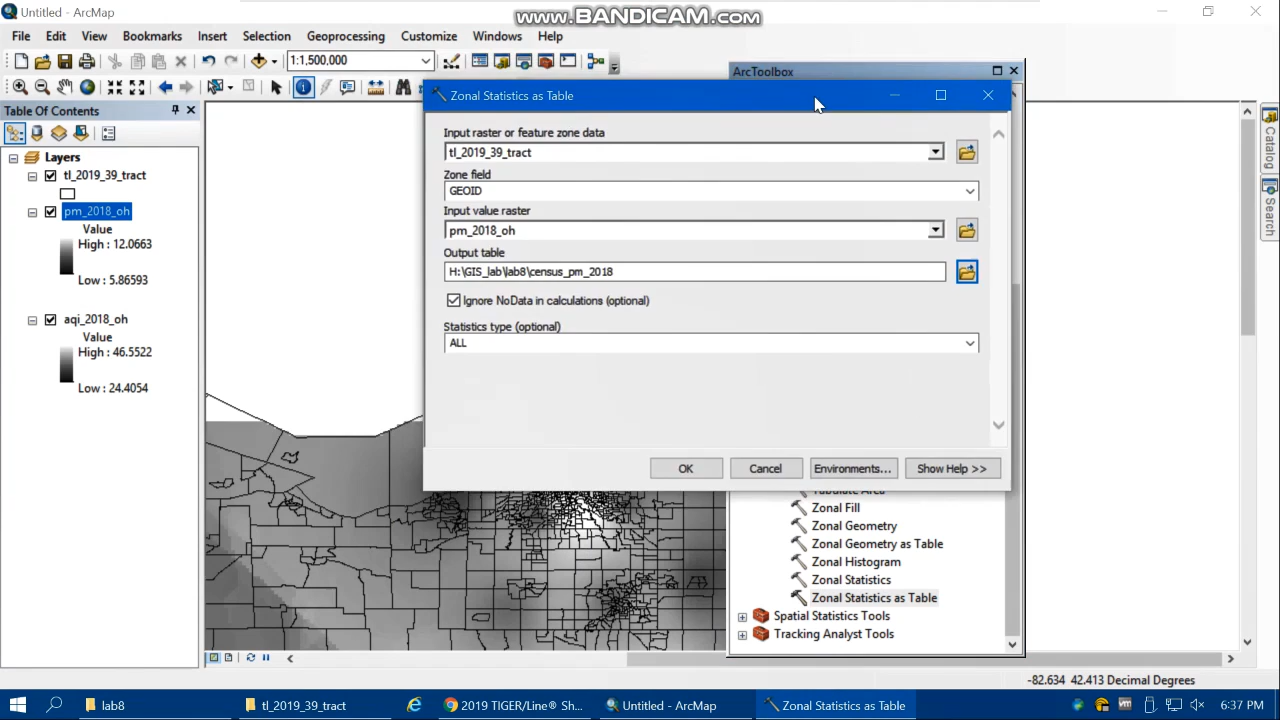 Untitled - ArcMap
www.BANDICAM.com
File Edit View Bookmarks Insert Selection Geoprocessing Customize Windows Help
1:1,500,000
Table Of Contents
Layers
tl_2019_39_tract
pm_2018_oh
Value
High : 12.0663
Low : 5.86593
aqi_2018_oh
Value
High : 46.5522
Low : 24.4054
ArcToolbox
Zonal Statistics as Table
Input raster or feature zone data
tl_2019_39_tract
Zone field
GEOID
Input value raster
pm_2018_oh
Output table
H:\GIS_lab\lab8\census_pm_2018
Ignore NoData in calculations (optional)
Statistics type (optional)
ALL
OK Cancel Environments... Show Help >>
Tabulate Area
Zonal Fill
Zonal Geometry
Zonal Geometry as Table
Zonal Histogram
Zonal Statistics
Zonal Statistics as Table
Spatial Statistics Tools
Tracking Analyst Tools
Catalog
Search
-82.634 42.413 Decimal Degrees
lab8
tl_2019_39_tract
2019 TIGER/Line® Sh...
Untitled - ArcMap
Zonal Statistics as Table
6:37 PM